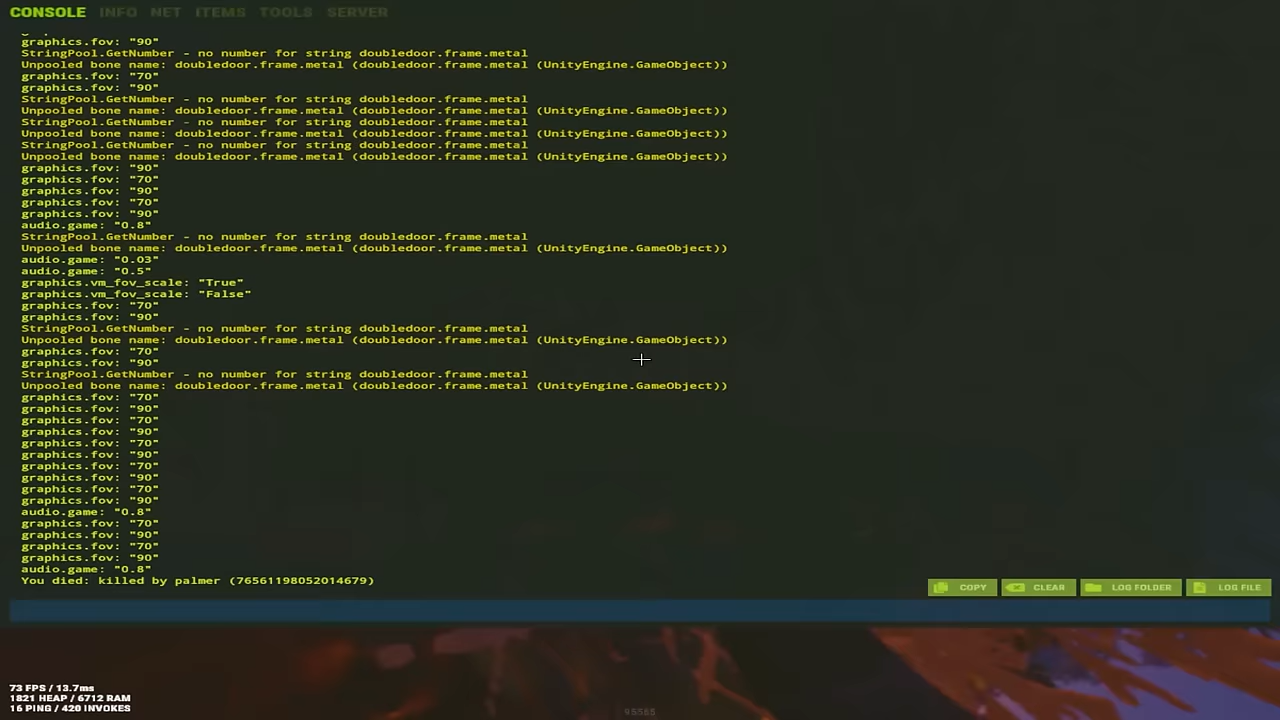 CONSOLE INFO NET ITEMS TOOLS SERVER
graphics.fov: "90"
StringPool.GetNumber - no number for string doubledoor.frame.metal
Unpooled bone name: doubledoor.frame.metal (doubledoor.frame.metal (UnityEngine.GameObject))
graphics.fov: "70"
graphics.fov: "90"
StringPool.GetNumber - no number for string doubledoor.frame.metal
Unpooled bone name: doubledoor.frame.metal (doubledoor.frame.metal (UnityEngine.GameObject))
StringPool.GetNumber - no number for string doubledoor.frame.metal
Unpooled bone name: doubledoor.frame.metal (doubledoor.frame.metal (UnityEngine.GameObject))
StringPool.GetNumber - no number for string doubledoor.frame.metal
Unpooled bone name: doubledoor.frame.metal (doubledoor.frame.metal (UnityEngine.GameObject))
graphics.fov: "90"
graphics.fov: "70"
graphics.fov: "90"
graphics.fov: "70"
graphics.fov: "90"
audio.game: "0.8"
StringPool.GetNumber - no number for string doubledoor.frame.metal
Unpooled bone name: doubledoor.frame.metal (doubledoor.frame.metal (UnityEngine.GameObject))
audio.game: "0.03"
audio.game: "0.5"
graphics.vm_fov_scale: "True"
graphics.vm_fov_scale: "False"
graphics.fov: "70"
graphics.fov: "90"
StringPool.GetNumber - no number for string doubledoor.frame.metal
Unpooled bone name: doubledoor.frame.metal (doubledoor.frame.metal (UnityEngine.GameObject))
graphics.fov: "70"
graphics.fov: "90"
StringPool.GetNumber - no number for string doubledoor.frame.metal
Unpooled bone name: doubledoor.frame.metal (doubledoor.frame.metal (UnityEngine.GameObject))
graphics.fov: "70"
graphics.fov: "90"
graphics.fov: "70"
graphics.fov: "90"
graphics.fov: "70"
graphics.fov: "90"
graphics.fov: "70"
graphics.fov: "90"
graphics.fov: "70"
graphics.fov: "90"
audio.game: "0.8"
graphics.fov: "70"
graphics.fov: "90"
graphics.fov: "70"
graphics.fov: "90"
audio.game: "0.8"
You died: killed by palmer (76561198052014679)
COPY CLEAR LOG FOLDER LOG FILE
73 FPS / 13.7ms
1821 HEAP / 6712 RAM
16 PING / 420 INVOKES